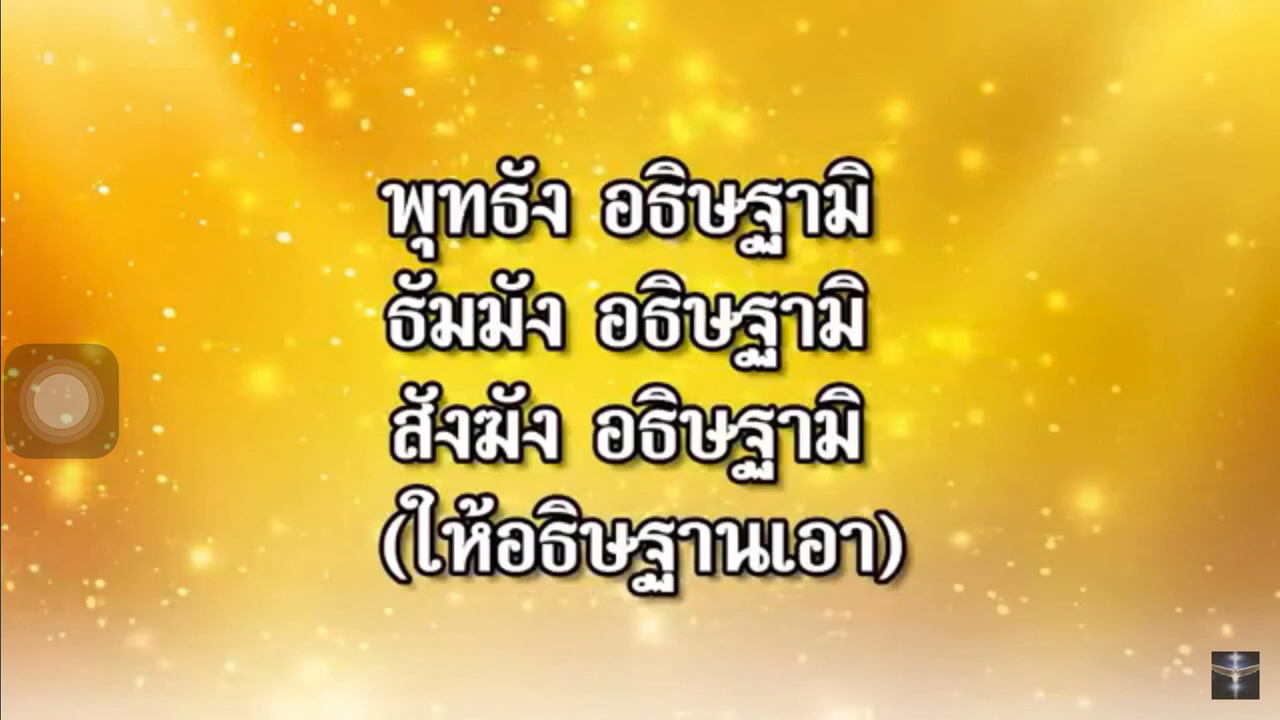 พุทธัง อธิษฐามิ
ธัมมัง อธิษฐามิ
สังฆัง อธิษฐามิ
(ให้อธิษฐานเอา)